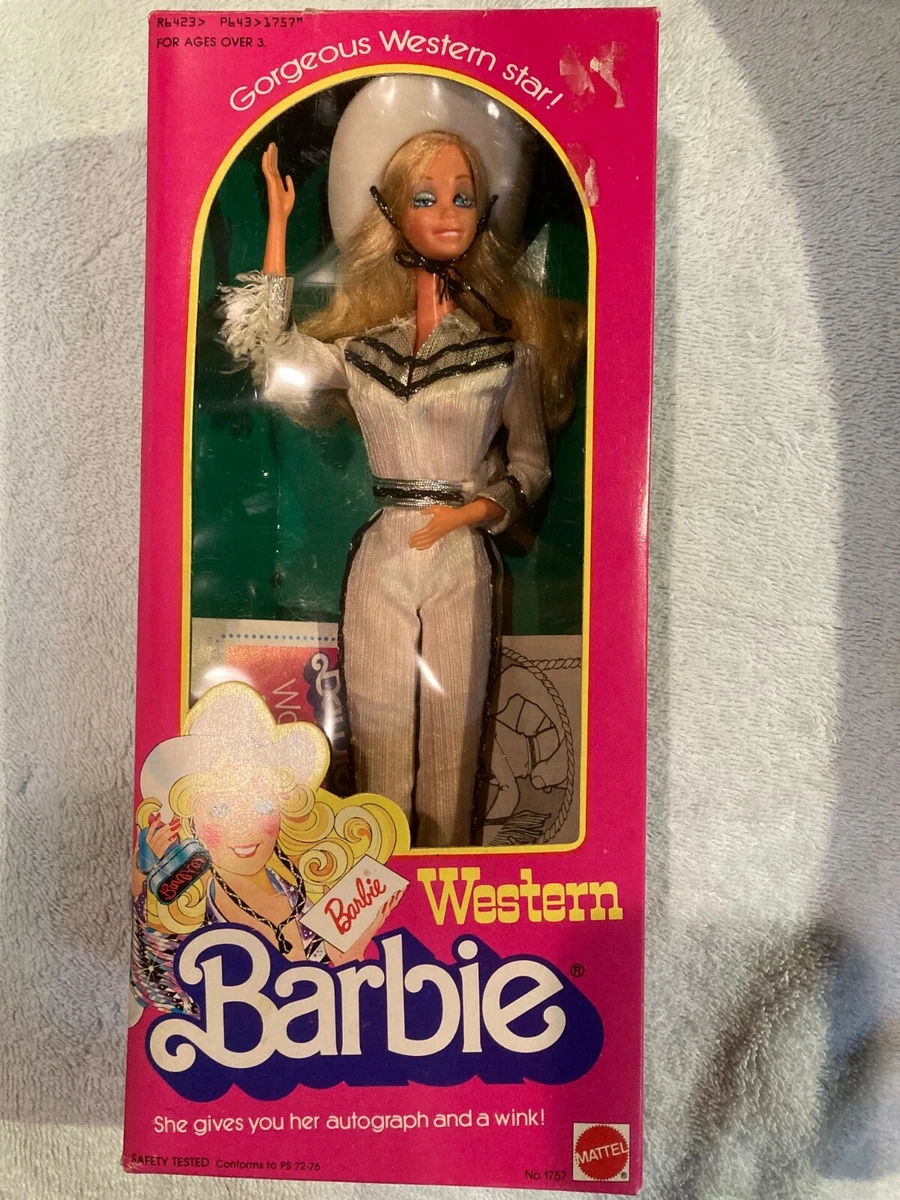 R6423> P643>1757"
FOR AGES OVER 3.
Gorgeous Western star!
Barbie
Barbie
Western
Barbie®
She gives you her autograph and a wink!
SAFETY TESTED Conforms to PS 72-76
No. 1757
MATTEL®